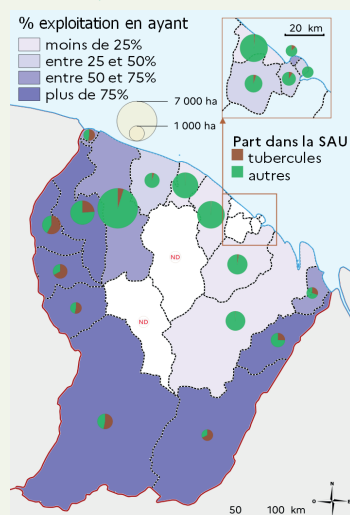 % exploitation en ayant
moins de 25%
entre 25 et 50%
entre 50 et 75%
plus de 75%
7 000 ha
1 000 ha
20 km
Part dans la SAU
tubercules
autres
ND
ND
50 100 km
N
O E